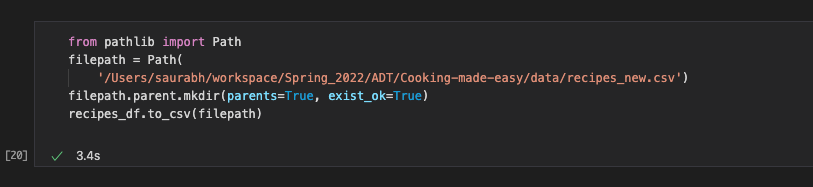 from pathlib import Path
filepath = Path(
    '/Users/saurabh/workspace/Spring_2022/ADT/Cooking-made-easy/data/recipes_new.csv')
filepath.parent.mkdir(parents=True, exist_ok=True)
recipes_df.to_csv(filepath)
[20] ✓ 3.4s